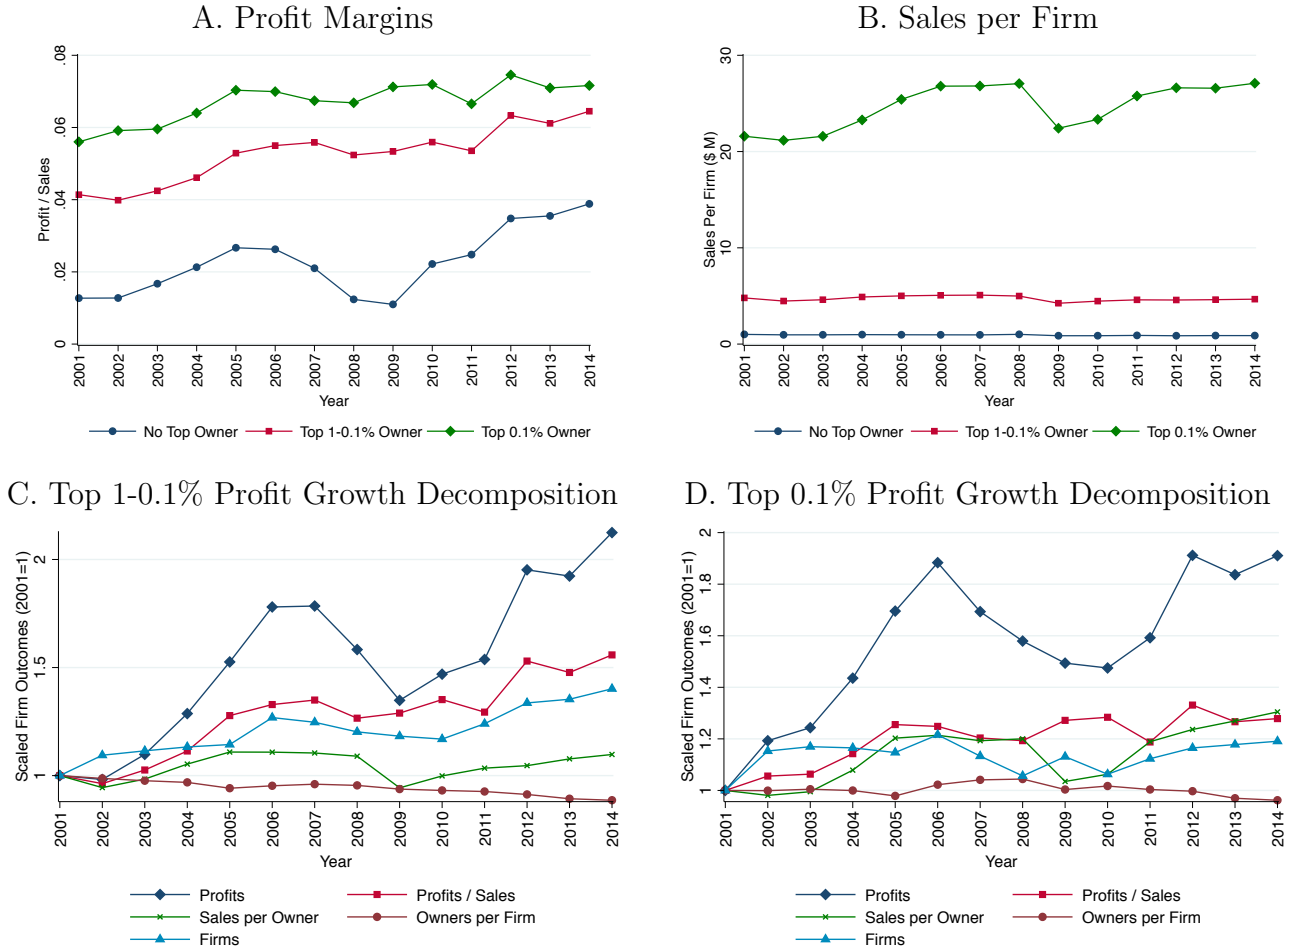 A. Profit Margins
Profit / Sales
.08
.06
.04
.02
0
2001 2002 2003 2004 2005 2006 2007 2008 2009 2010 2011 2012 2013 2014
Year
No Top Owner Top 1-0.1% Owner Top 0.1% Owner
B. Sales per Firm
Sales Per Firm ($ M)
30
20
10
0
2001 2002 2003 2004 2005 2006 2007 2008 2009 2010 2011 2012 2013 2014
Year
No Top Owner Top 1-0.1% Owner Top 0.1% Owner
C. Top 1-0.1% Profit Growth Decomposition
Scaled Firm Outcomes (2001=1)
2
1.5
1
2001 2002 2003 2004 2005 2006 2007 2008 2009 2010 2011 2012 2013 2014
Year
Profits Profits / Sales
Sales per Owner Owners per Firm
Firms
D. Top 0.1% Profit Growth Decomposition
Scaled Firm Outcomes (2001=1)
2
1.8
1.6
1.4
1.2
1
2001 2002 2003 2004 2005 2006 2007 2008 2009 2010 2011 2012 2013 2014
Year
Profits Profits / Sales
Sales per Owner Owners per Firm
Firms